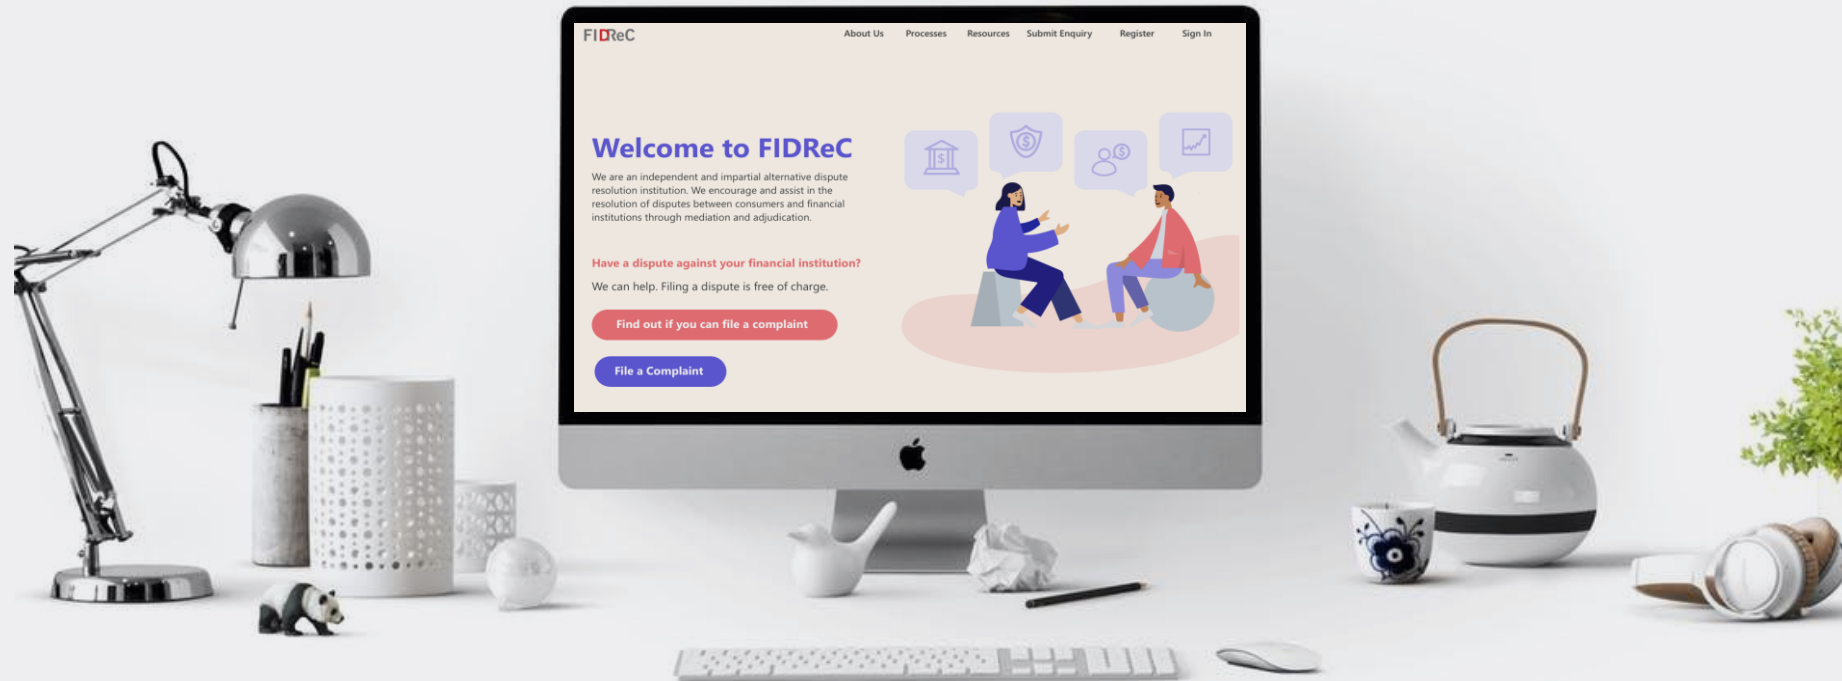 FIDReC
About Us Processes Resources Submit Enquiry Register Sign In
Welcome to FIDReC
We are an independent and impartial alternative dispute
resolution institution. We encourage and assist in the
resolution of disputes between consumers and financial
institutions through mediation and adjudication.
Have a dispute against your financial institution?
We can help. Filing a dispute is free of charge.
Find out if you can file a complaint
File a Complaint